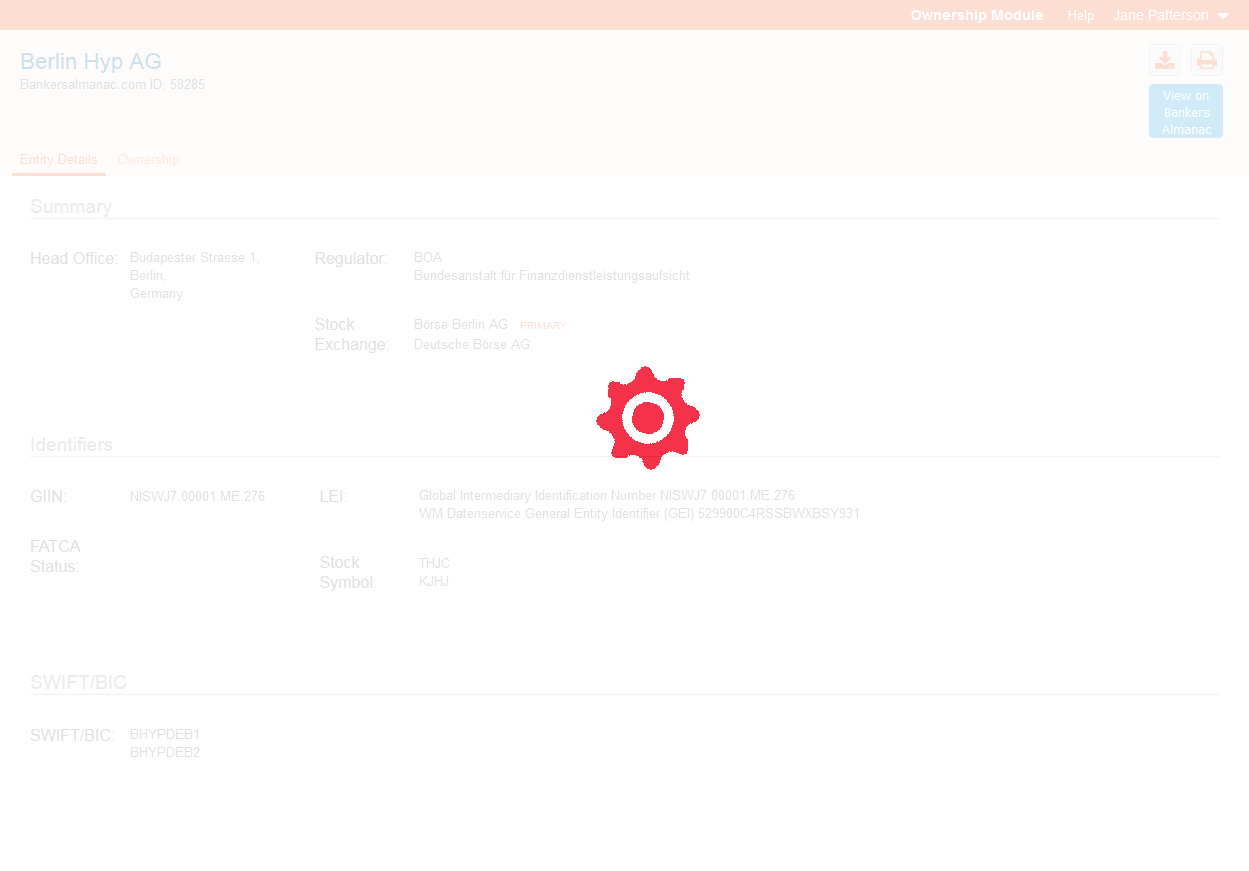 Ownership Module Help Jane Patterson
Berlin Hyp AG
Bankersalmanac.com ID: 58285
View on
Bankers
Almanac
Entity Details Ownership
Summary
Head Office: Budapester Strasse 1,
Berlin,
Germany
Regulator: BOA
Bundesanstalt für Finanzdienstleistungsaufsicht
Stock
Exchange:
Börse Berlin AG PRIMARY
Deutsche Börse AG
Identifiers
GIIN: NISWJ7.00001.ME.276
LEI: Global Intermediary Identification Number NISWJ7.00001.ME.276
WM Datenservice General Entity Identifier (GEI) 529900C4RSSBWXBSY931
FATCA
Status:
Stock
Symbol:
THJC
KJHJ
SWIFT/BIC
SWIFT/BIC: BHYPDEB1
BHYPDEB2